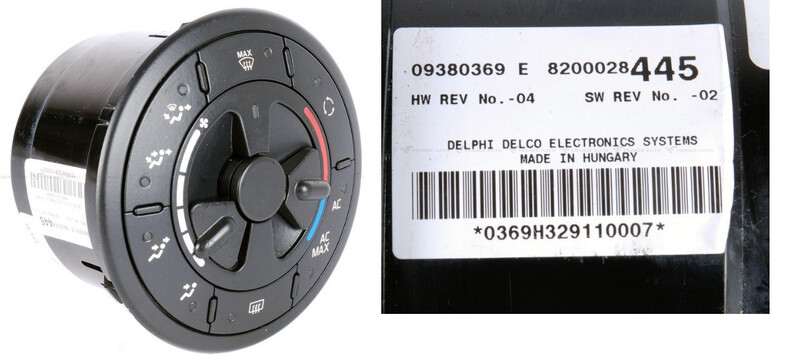 MAX
AC
AC
MAX
09380369 E 8200028445
HW REV No.-04 SW REV No. -02
DELPHI DELCO ELECTRONICS SYSTEMS
MADE IN HUNGARY
*0369H329110007*